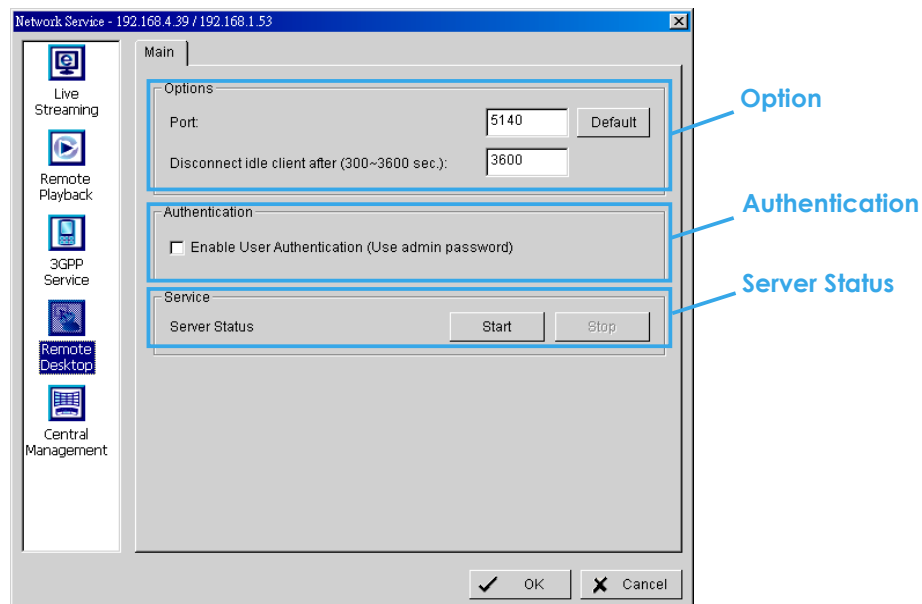 Network Service - 192.168.4.39 / 192.168.1.53
Live
Streaming
Remote
Playback
3GPP
Service
Remote
Desktop
Central
Management
Main
Options
Port: 5140 Default
Disconnect idle client after (300~3600 sec.): 3600
Authentication
Enable User Authentication (Use admin password)
Service
Server Status Start Stop
OK Cancel
Option
Authentication
Server Status